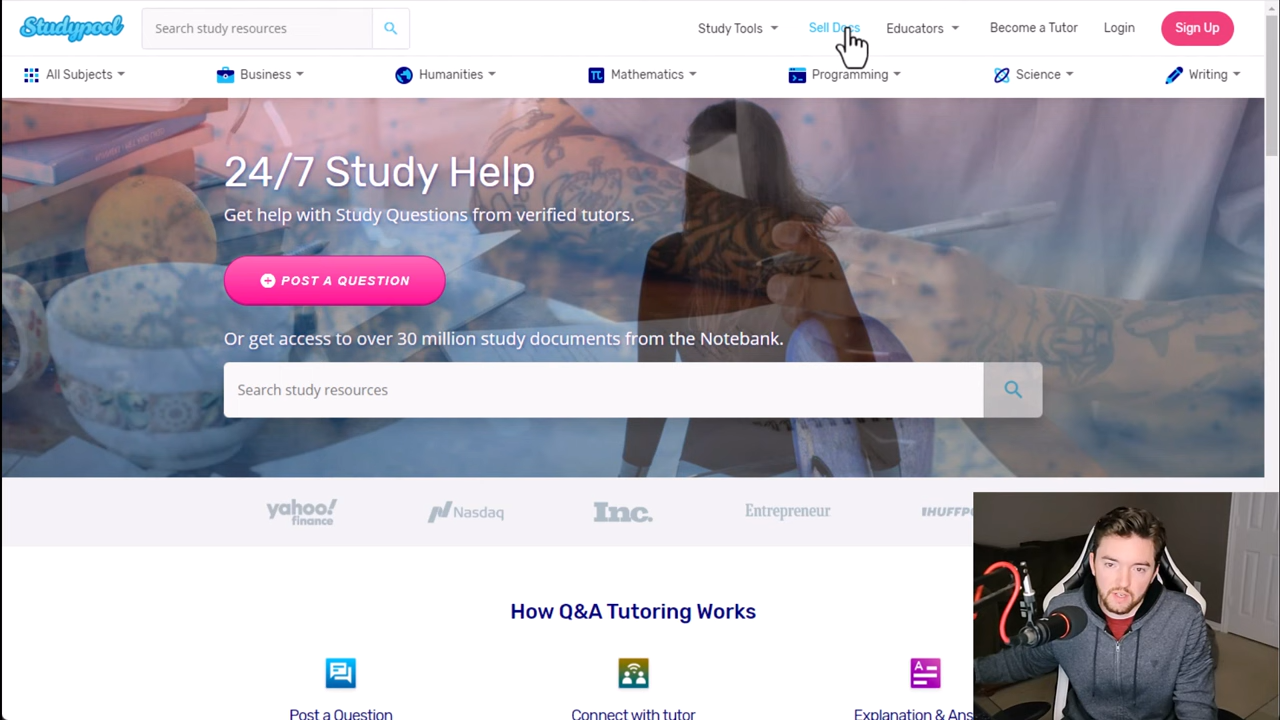 Studypool
Search study resources
Study Tools
Sell Docs
Educators
Become a Tutor
Login
Sign Up
All Subjects
Business
Humanities
Mathematics
Programming
Science
Writing
24/7 Study Help
Get help with Study Questions from verified tutors.
POST A QUESTION
Or get access to over 30 million study documents from the Notebank.
Search study resources
yahoo!
finance
Nasdaq
Inc.
Entrepreneur
How Q&A Tutoring Works
Post a Question
Connect with tutor
Explanation &